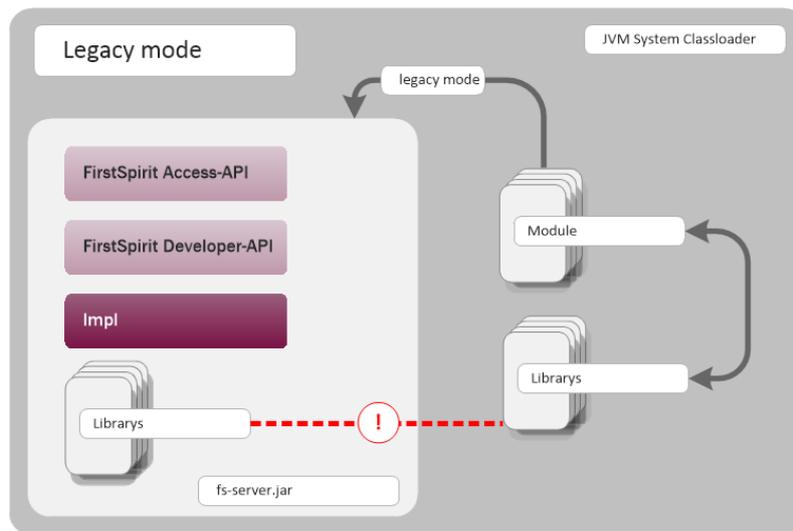 Legacy mode
JVM System Classloader
legacy mode
FirstSpirit Access-API
FirstSpirit Developer-API
Module
Impl
Librarys
Librarys
!
fs-server.jar